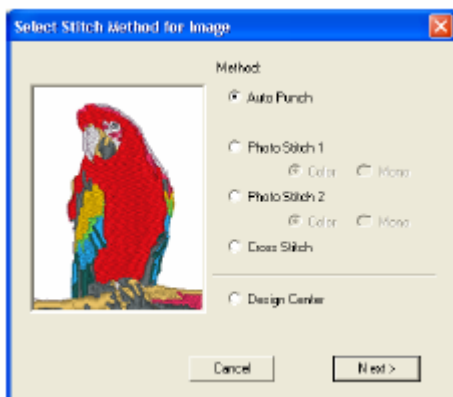 Select Stitch Method for Image
Method:
Auto Punch
Photo Stitch 1
Color Mono
Photo Stitch 2
Color Mono
Cross Stitch
Design Center
Cancel Next >